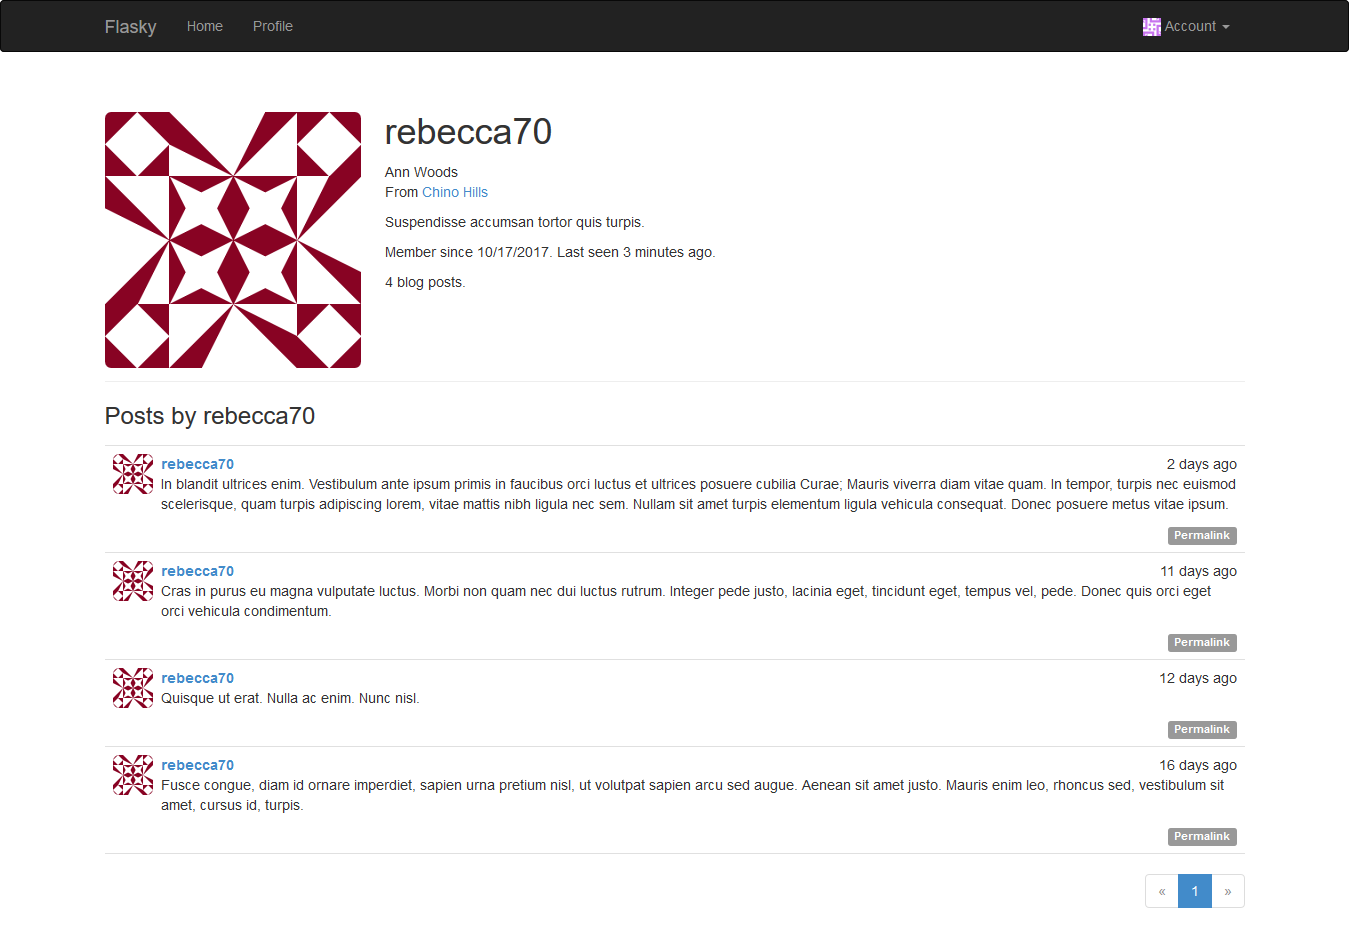 Flasky Home Profile Account
rebecca70
Ann Woods
From Chino Hills
Suspendisse accumsan tortor quis turpis.
Member since 10/17/2017. Last seen 3 minutes ago.
4 blog posts.
Posts by rebecca70
rebecca70 2 days ago
In blandit ultrices enim. Vestibulum ante ipsum primis in faucibus orci luctus et ultrices posuere cubilia Curae; Mauris viverra diam vitae quam. In tempor, turpis nec euismod
scelerisque, quam turpis adipiscing lorem, vitae mattis nibh ligula nec sem. Nullam sit amet turpis elementum ligula vehicula consequat. Donec posuere metus vitae ipsum.
Permalink
rebecca70 11 days ago
Cras in purus eu magna vulputate luctus. Morbi non quam nec dui luctus rutrum. Integer pede justo, lacinia eget, tincidunt eget, tempus vel, pede. Donec quis orci eget
orci vehicula condimentum.
Permalink
rebecca70 12 days ago
Quisque ut erat. Nulla ac enim. Nunc nisl.
Permalink
rebecca70 16 days ago
Fusce congue, diam id ornare imperdiet, sapien urna pretium nisl, ut volutpat sapien arcu sed augue. Aenean sit amet justo. Mauris enim leo, rhoncus sed, vestibulum sit
amet, cursus id, turpis.
Permalink
« 1 »